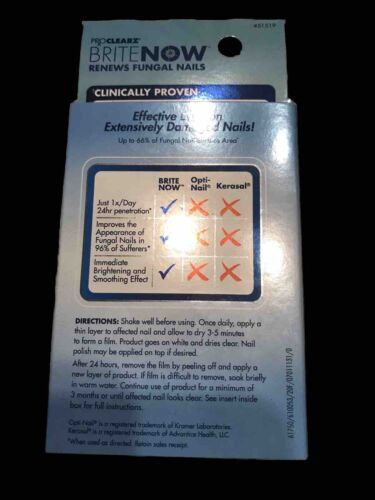 #51519
PROCLEARZ®
BRITENOW™
RENEWS FUNGAL NAILS
CLINICALLY PROVEN
Effective Even on
Extensively Damaged Nails!
Up to 66% of Fungal Nail Surface Area
BRITE
NOW™
Opti-
Nail®
Kerasal®
Just 1x/Day
24hr penetration*
Improves the
Appearance of
Fungal Nails in
96% of Sufferers*
Immediate
Brightening and
Smoothing Effect
DIRECTIONS: Shake well before using. Once daily, apply a
thin layer to affected nail and allow to dry 3-5 minutes
to form a film. Product goes on white and dries clear. Nail
polish may be applied on top if desired.
After 24 hours, remove the film by peeling off and apply a
new layer of product. If film is difficult to remove, soak briefly
in warm water. Continue use of product for a minimum of
3 months or until affected nail looks clear. See insert inside
box for full instructions.
Opti-Nail® is a registered trademark of Kramer Laboratories.
Kerasal® is a registered trademark of Advantice Health, LLC.
*When used as directed. Retain sales receipt.